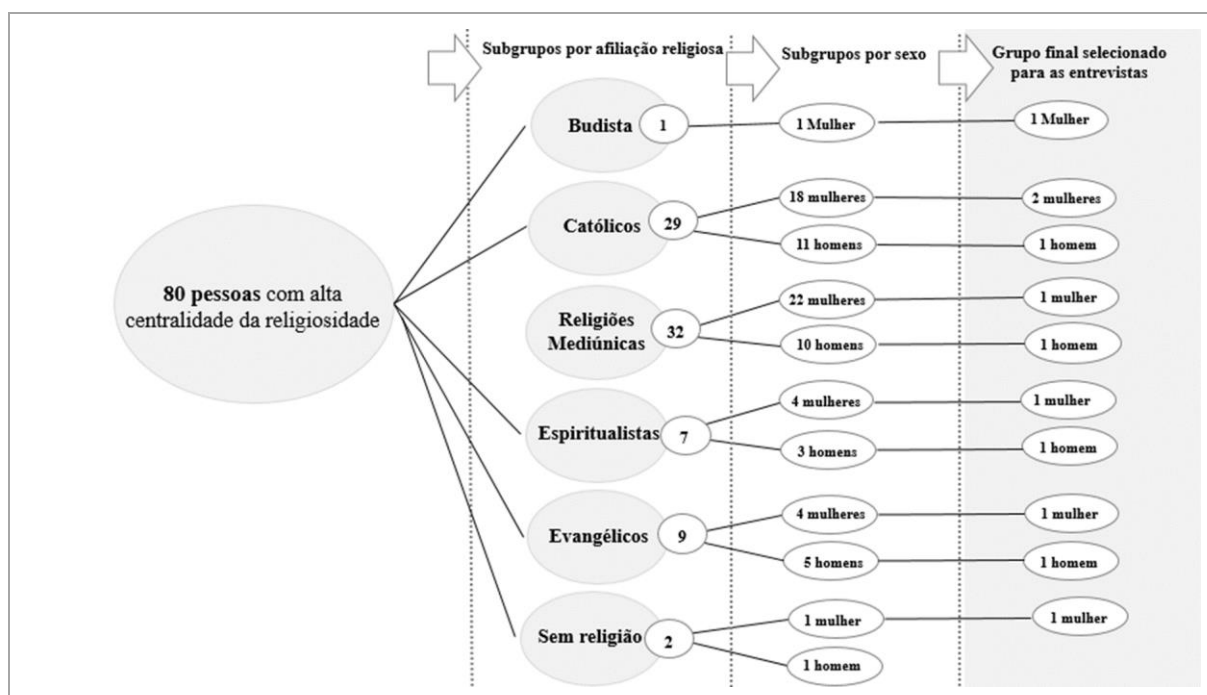 Subgrupos por afiliação religiosa
Subgrupos por sexo
Grupo final selecionado
para as entrevistas
80 pessoas com alta
centralidade da religiosidade
Budista
1
1 Mulher
1 Mulher
Católicos
29
18 mulheres
2 mulheres
11 homens
1 homem
Religiões
Mediúnicas
32
22 mulheres
1 mulher
10 homens
1 homem
Espiritualistas
7
4 mulheres
1 mulher
3 homens
1 homem
Evangélicos
9
4 mulheres
1 mulher
5 homens
1 homem
Sem religião
2
1 mulher
1 mulher
1 homem